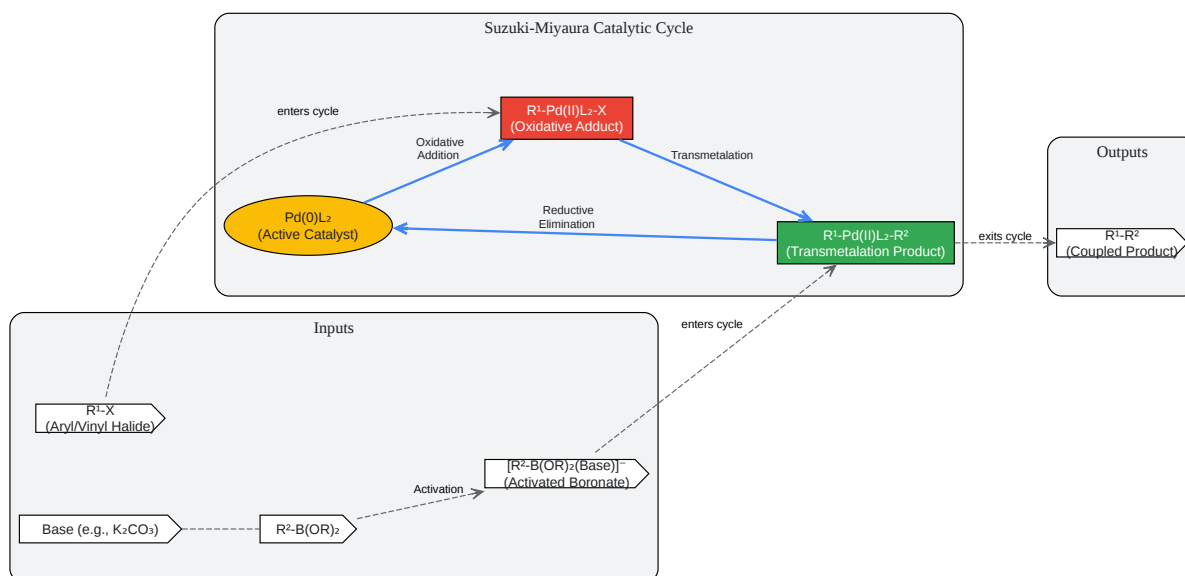 Suzuki-Miyaura Catalytic Cycle
enters cycle
R¹-Pd(II)L₂-X
(Oxidative Adduct)
Oxidative
Addition
Transmetalation
Pd(0)L₂
(Active Catalyst)
Reductive
Elimination
R¹-Pd(II)L₂-R²
(Transmetalation Product)
exits cycle
Outputs
R¹-R²
(Coupled Product)
Inputs
enters cycle
R¹-X
(Aryl/Vinyl Halide)
[R²-B(OR)₂(Base)]⁻
(Activated Boronate)
Activation
Base (e.g., K₂CO₃)
R²-B(OR)₂